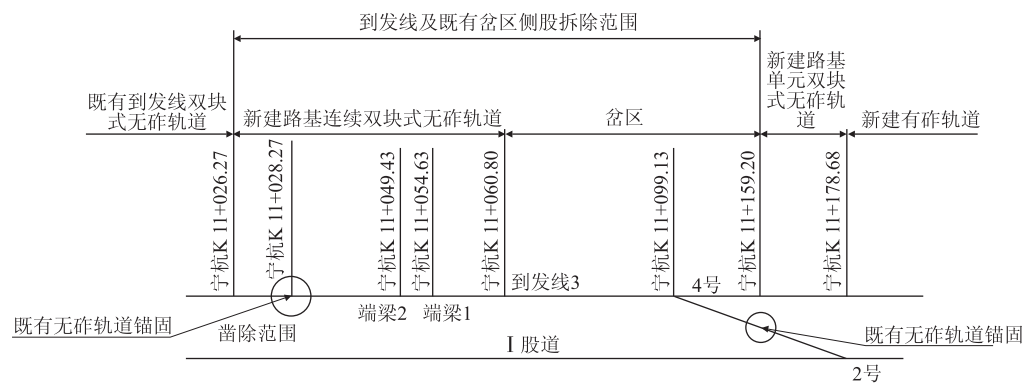 到发线及既有岔区侧股拆除范围
既有到发线双块
式无砟轨道
新建路基连续双块式无砟轨道
岔区
新建路基
单元双块
式无砟轨
道
新建有砟轨道
宁杭K 11+026.27
宁杭K 11+028.27
宁杭K 11+049.43
宁杭K 11+054.63
宁杭K 11+060.80
宁杭K 11+099.13
宁杭K 11+159.20
宁杭K 11+178.68
到发线3
4号
既有无砟轨道锚固
凿除范围
端梁2
端梁1
既有无砟轨道锚固
I 股道
2号